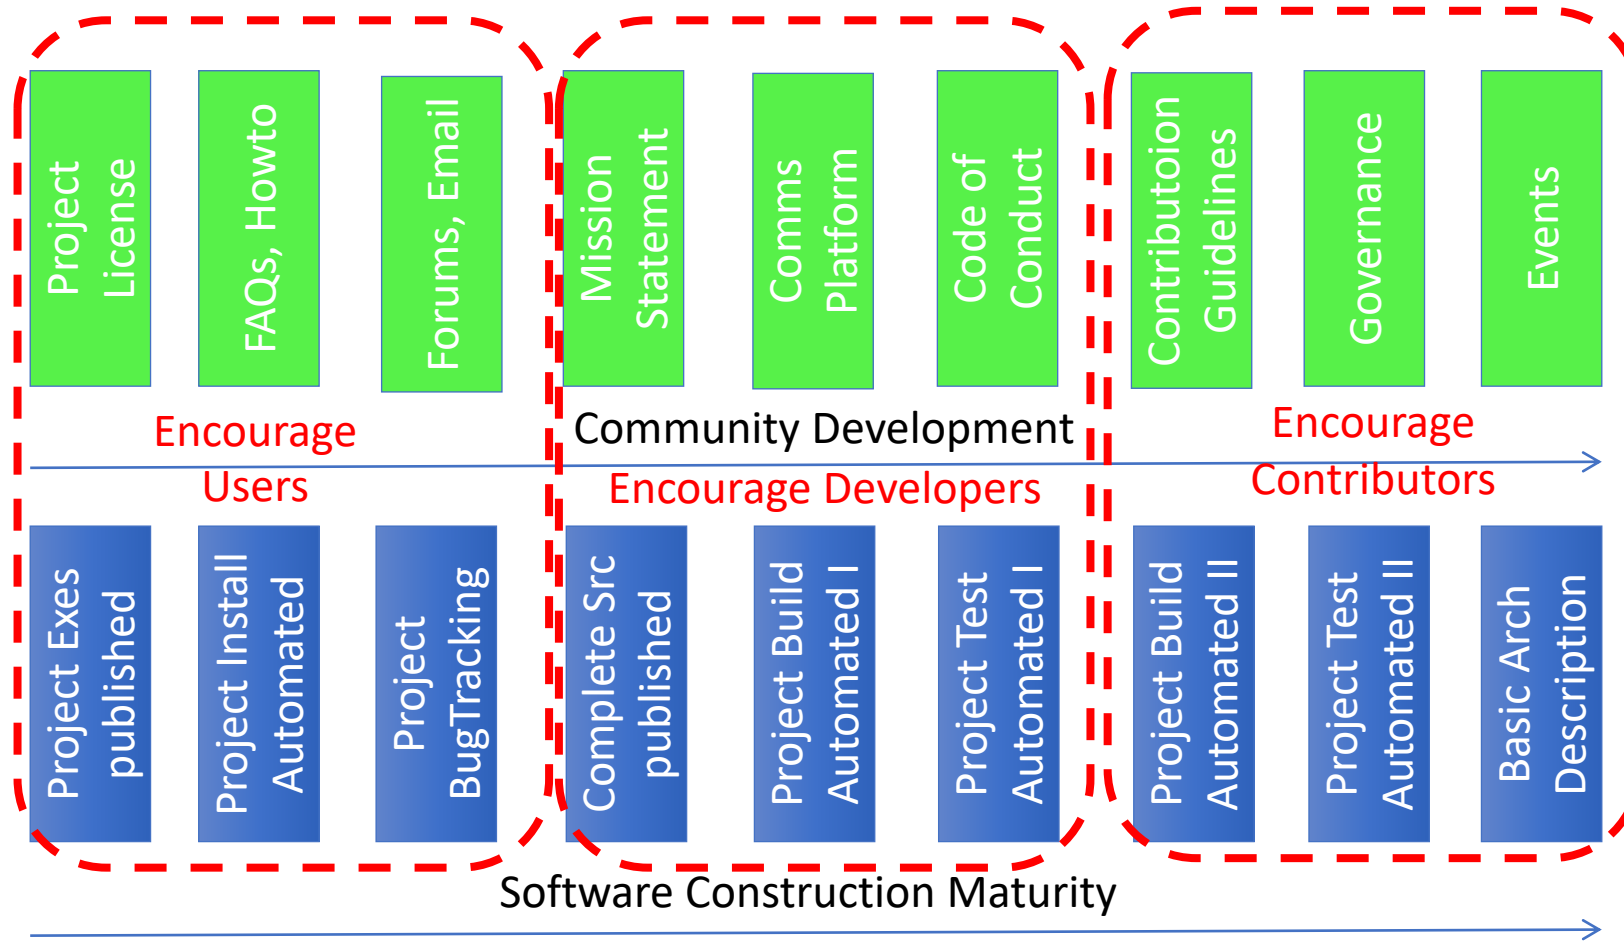 Project
License
FAQs, Howto
Forums, Email
Mission
Statement
Comms
Platform
Code of
Conduct
Contributoion
Guidelines
Governance
Events
Encourage
Users
Community Development
Encourage Developers
Encourage
Contributors
Project Exes
published
Project Install
Automated
Project
BugTracking
Complete Src
published
Project Build
Automated I
Project Test
Automated I
Project Build
Automated II
Project Test
Automated II
Basic Arch
Description
Software Construction Maturity